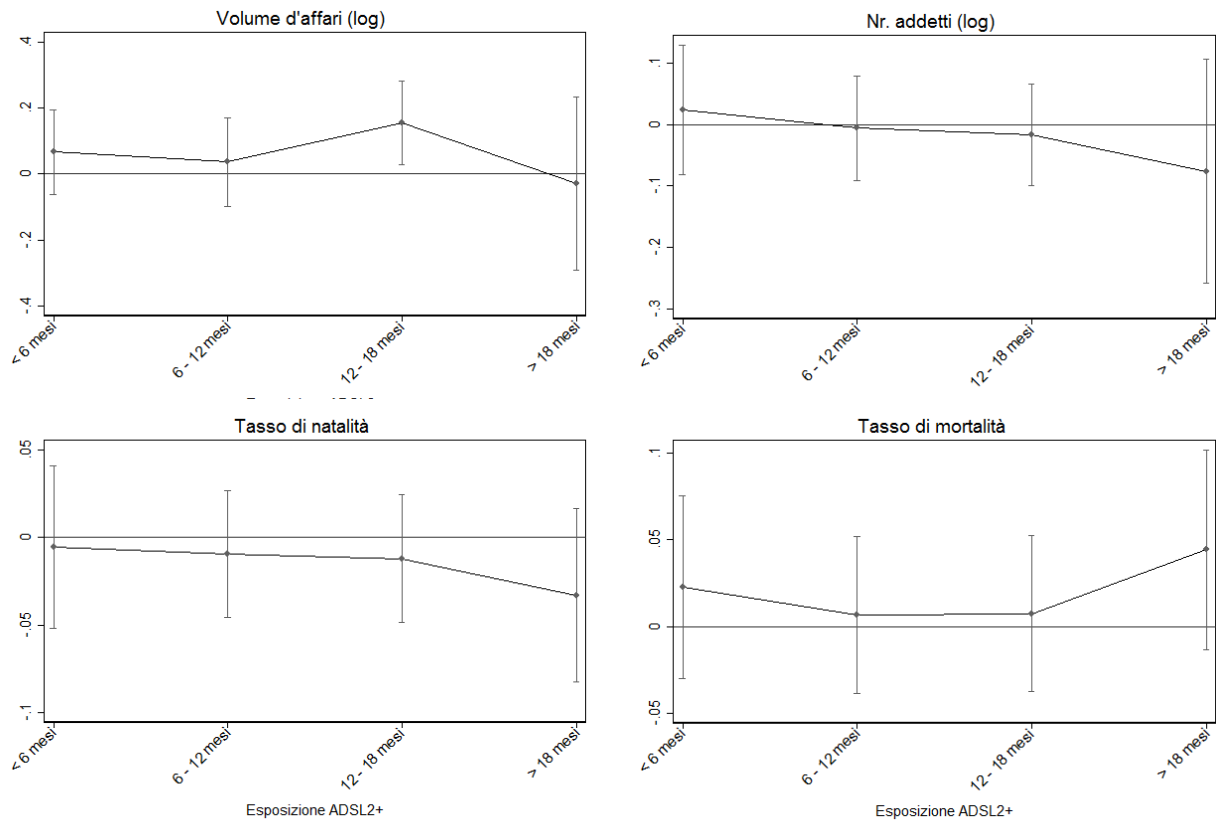 Volume d'affari (log)
.4
.2
0
-.2
-.4
< 6 mesi
6 - 12 mesi
12 - 18 mesi
> 18 mesi
Nr. addetti (log)
.1
0
-.1
-.2
-.3
< 6 mesi
6 - 12 mesi
12 - 18 mesi
> 18 mesi
Tasso di natalità
.05
0
-.05
-.1
< 6 mesi
6 - 12 mesi
12 - 18 mesi
> 18 mesi
Esposizione ADSL2+
Tasso di mortalità
.1
.05
0
-.05
< 6 mesi
6 - 12 mesi
12 - 18 mesi
> 18 mesi
Esposizione ADSL2+